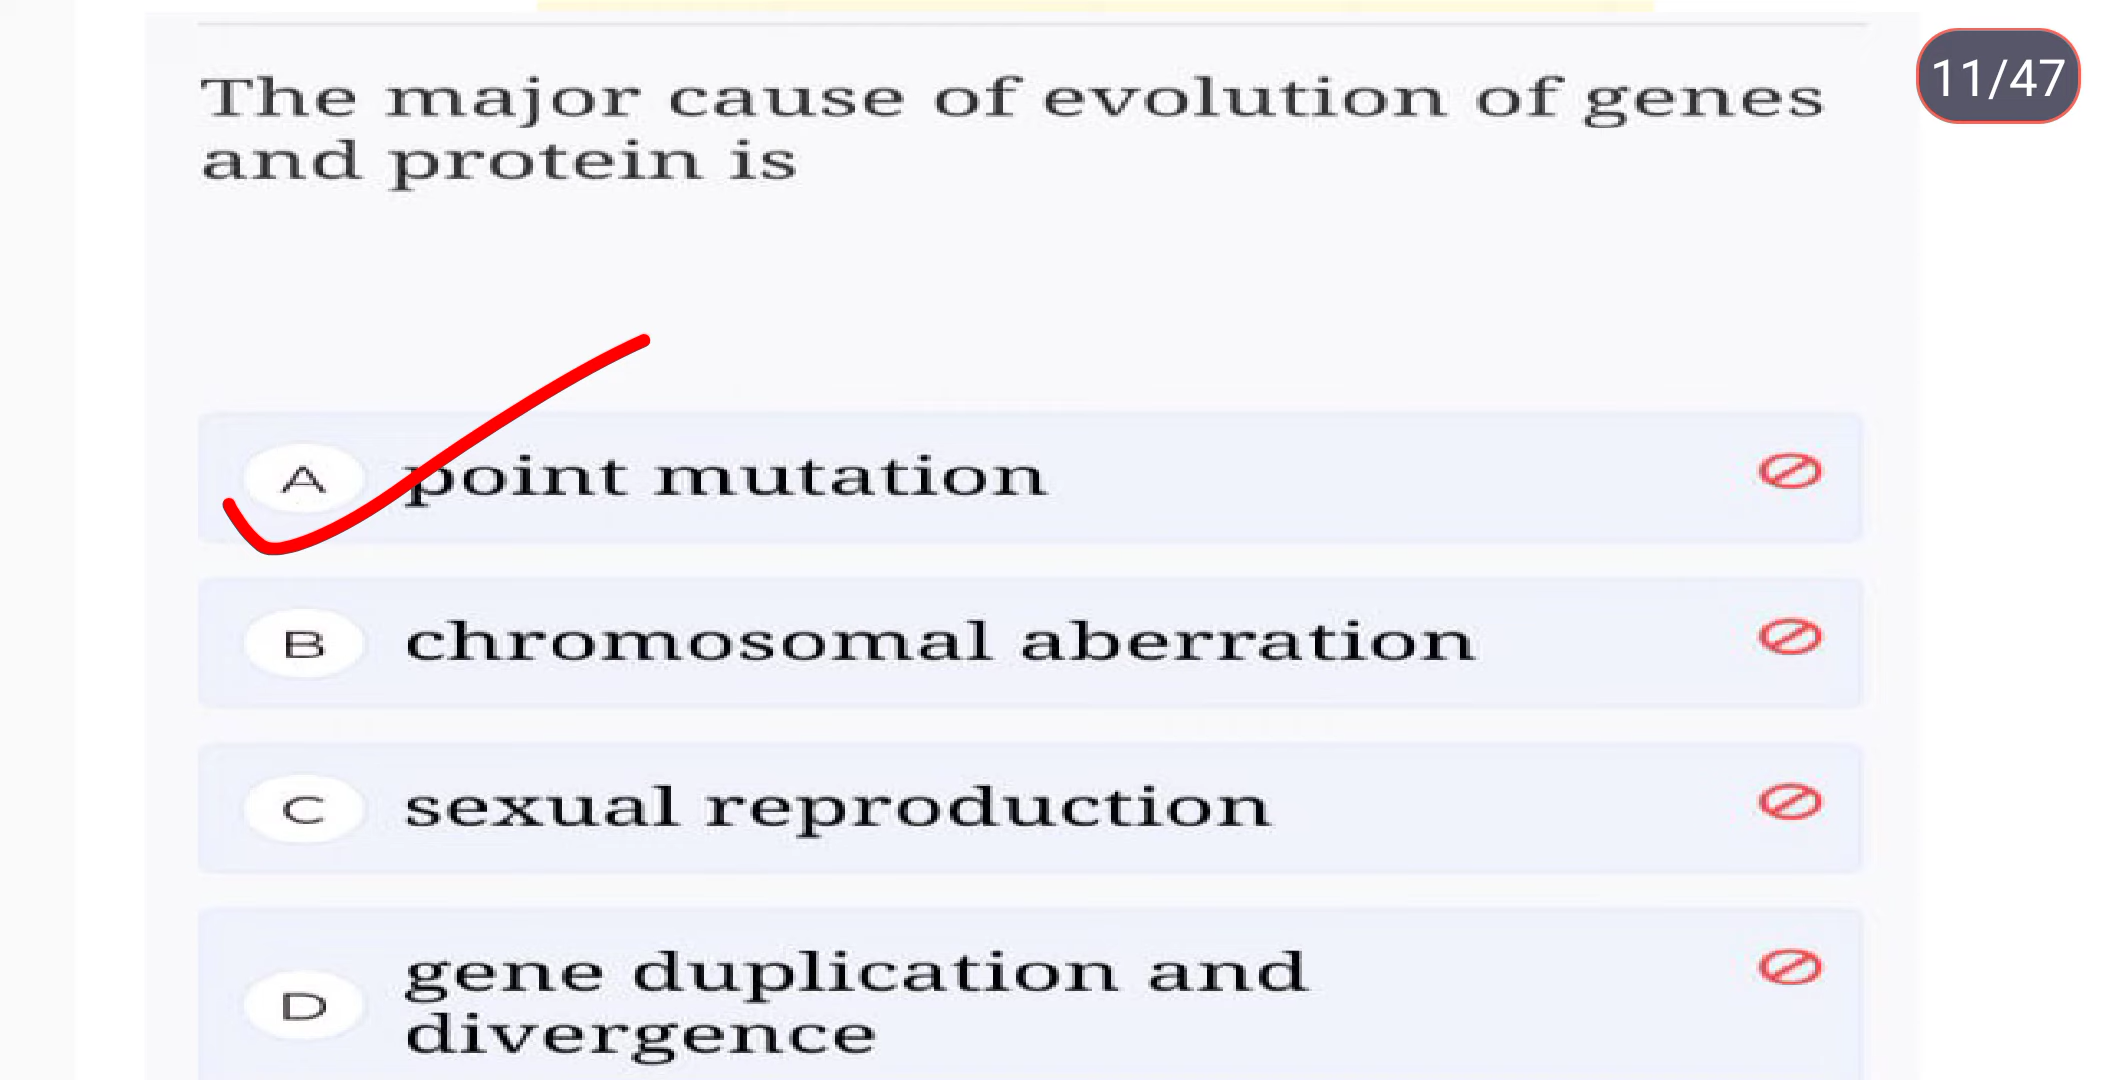 11/47
The major cause of evolution of genes
and protein is
A point mutation
B chromosomal aberration
C sexual reproduction
D gene duplication and
divergence